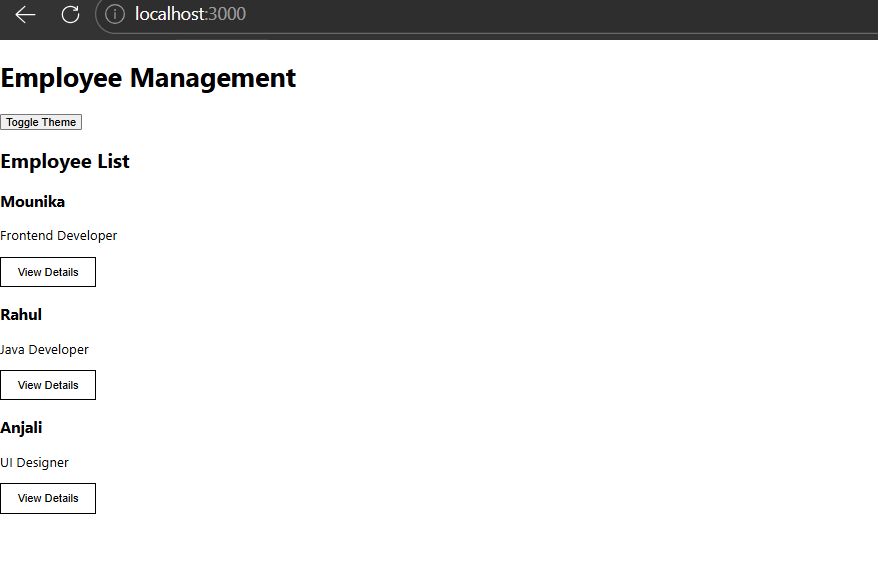 localhost:3000
Employee Management
Toggle Theme
Employee List
Mounika
Frontend Developer
View Details
Rahul
Java Developer
View Details
Anjali
UI Designer
View Details